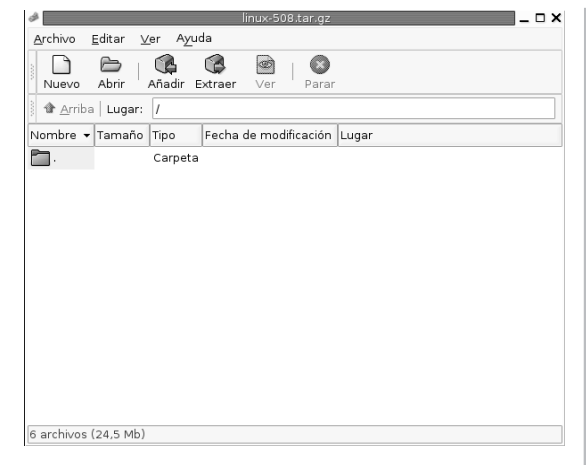 linux-508.tar.gz
Archivo Editar Ver Ayuda
Nuevo Abrir Añadir Extraer Ver Parar
Arriba Lugar: /
Nombre Tamaño Tipo Fecha de modificación Lugar
. Carpeta
6 archivos (24,5 Mb)